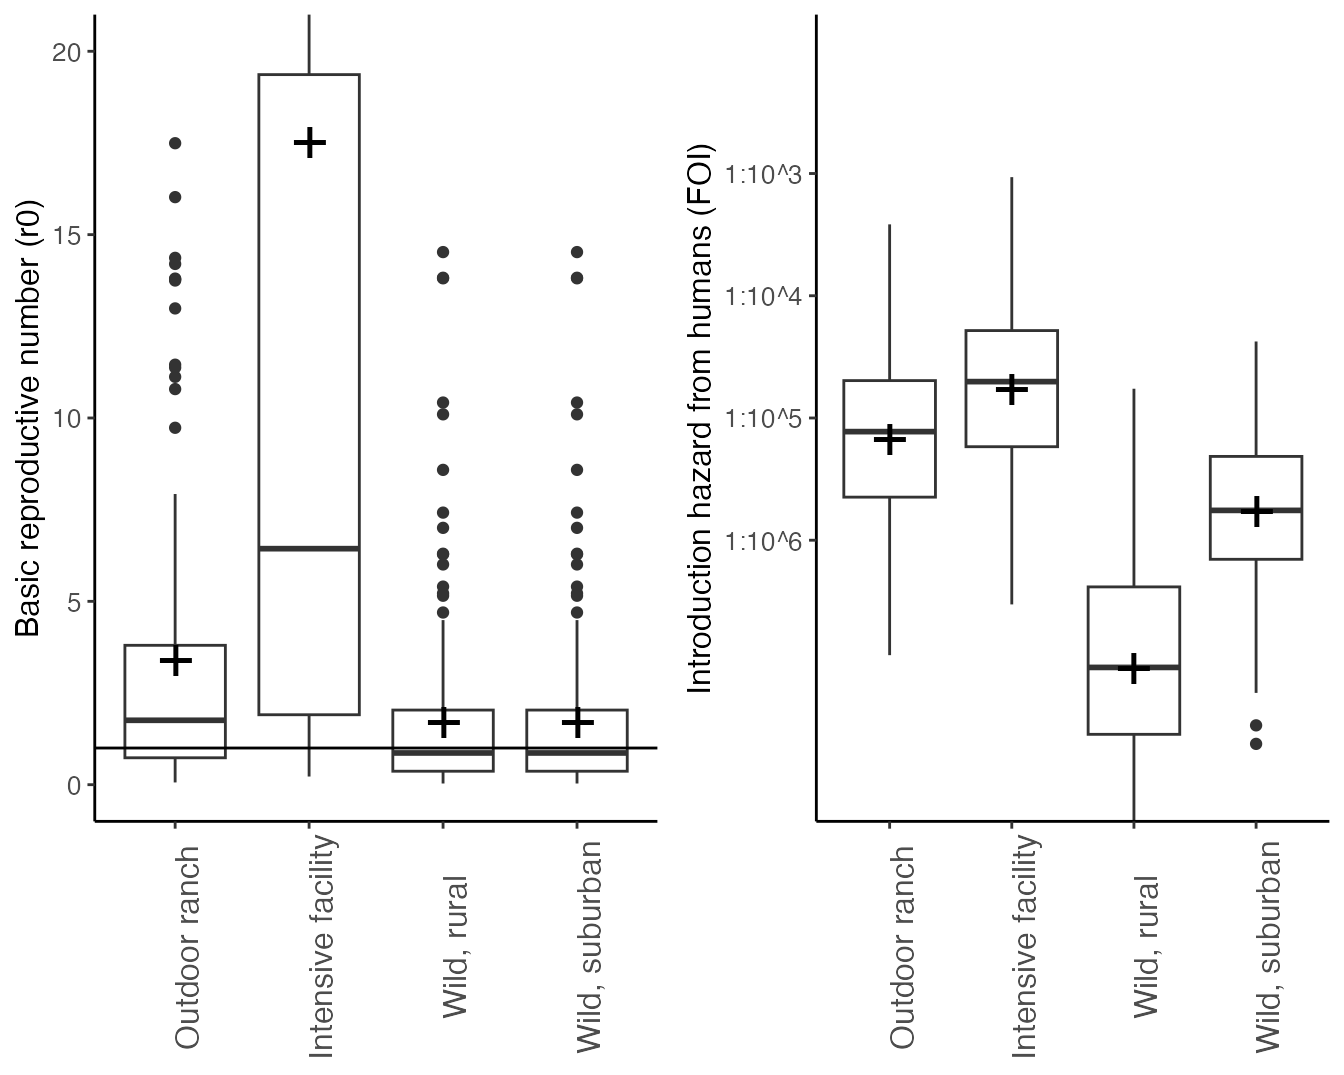 Basic reproductive number (r0)
20
15
10
5
0
Outdoor ranch
Intensive facility
Wild, rural
Wild, suburban
Introduction hazard from humans (FOI)
1:10^3
1:10^4
1:10^5
1:10^6
Outdoor ranch
Intensive facility
Wild, rural
Wild, suburban